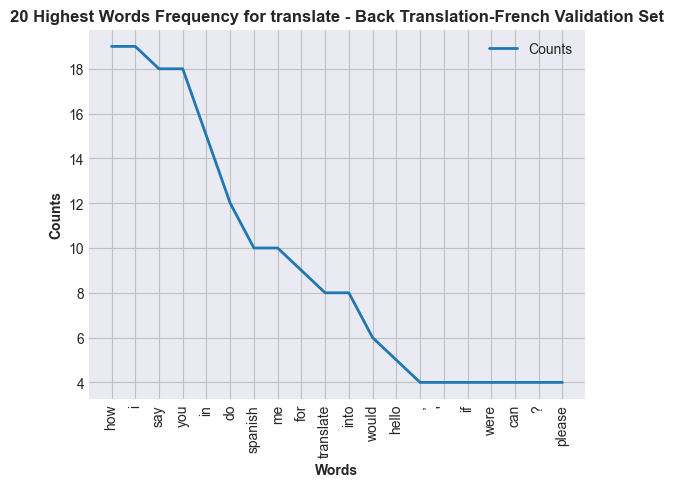 20 Highest Words Frequency for translate - Back Translation-French Validation Set
Counts
18
16
14
12
10
8
6
4
Counts
how
i
say
you
in
do
spanish
me
for
translate
into
would
hello
,
'
if
were
can
?
please
Words